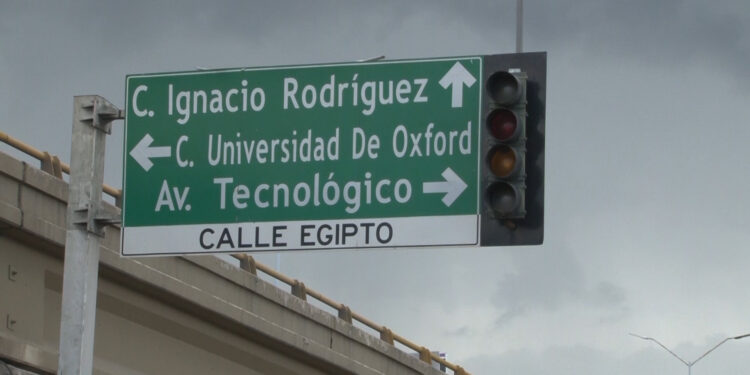 C. Ignacio Rodríguez
C. Universidad De Oxford
Av. Tecnológico
CALLE EGIPTO